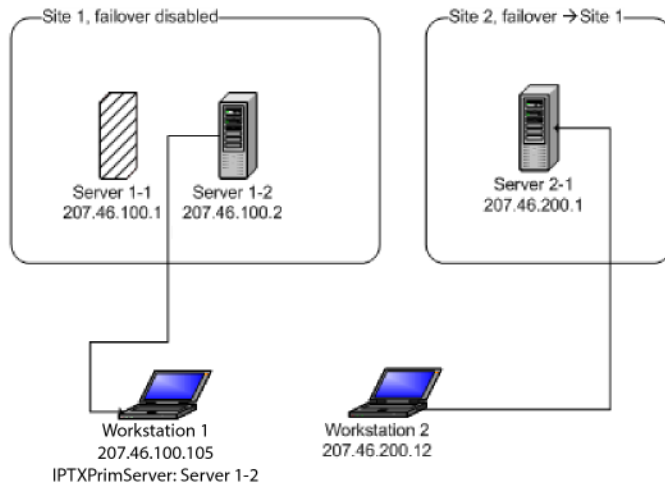 Site 1, failover disabled
Site 2, failover → Site 1
Server 1-1
207.46.100.1
Server 1-2
207.46.100.2
Server 2-1
207.46.200.1
Workstation 1
207.46.100.105
IPTXPrimServer: Server 1-2
Workstation 2
207.46.200.12